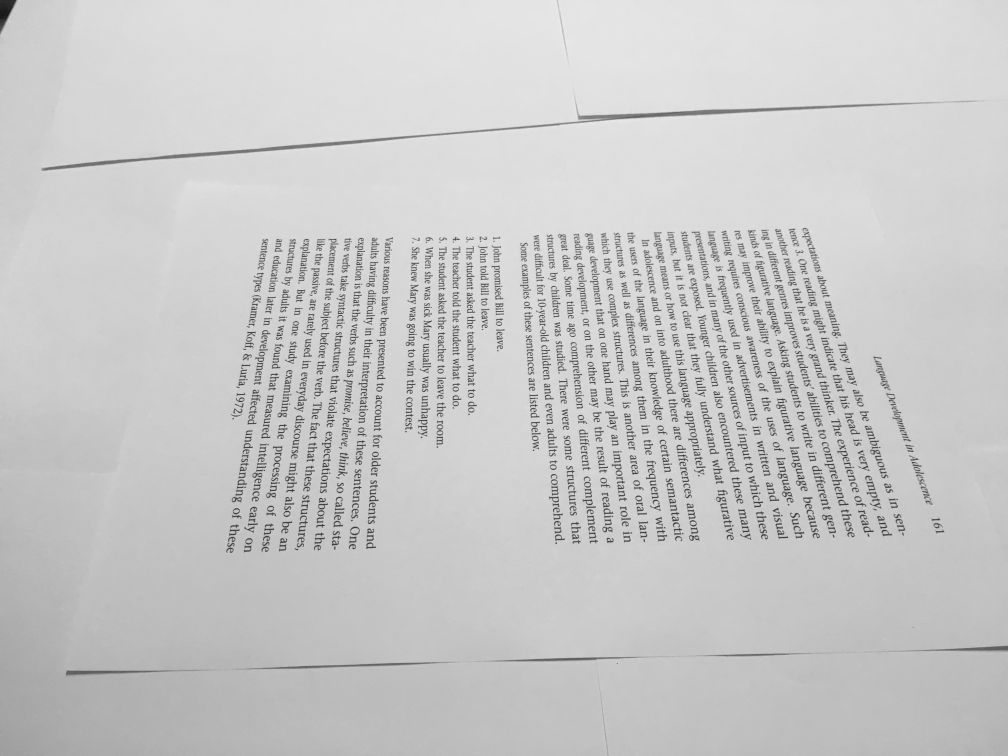 Language Development in Adolescence 161
expectations about meaning. They may also be ambiguous as in sen-
tence 3. One reading might indicate that his head is very empty, and
another reading that he is a very grand thinker. The experience of read-
ing in different genres improves students' abilities to comprehend these
kinds of figurative language. Asking students to write in different gen-
res may improve their ability to explain figurative language because
writing requires conscious awareness of the uses of language. Such
language is frequently used in advertisements in written and visual
presentations, and in many of the other sources of input to which these
students are exposed. Younger children also encountered these many
inputs, but it is not clear that they fully understand what figurative
language means or how to use this language appropriately.
In adolescence and on into adulthood there are differences among
the users of the language in their knowledge of certain semantactic
structures as well as differences among them in the frequency with
which they use complex structures. This is another area of oral lan-
guage development that on one hand may play an important role in
reading development, or on the other may be the result of reading a
great deal. Some time ago comprehension of different complement
structures by children was studied. There were some structures that
were difficult for 10-year-old children and even adults to comprehend.
Some examples of these sentences are listed below.
1. John promised Bill to leave.
2. John told Bill to leave.
3. The student asked the teacher what to do.
4. The teacher told the student what to do.
5. The student asked the teacher to leave the room.
6. When she was sick Mary usually was unhappy.
7. She knew Mary was going to win the contest.
Various reasons have been presented to account for older students and
adults having difficulty in their interpretation of these sentences. One
explanation is that the verbs such as promise, believe, think, so called sta-
tive verbs take syntactic structures that violate expectations about the
placement of the subject before the verb. The fact that these structures,
like the passive, are rarely used in everyday discourse might also be an
explanation. But in one study examining the processing of these
structures by adults it was found that measured intelligence early on
and education later in development affected understanding of these
sentence types (Kramer, Koff, & Luria, 1972).